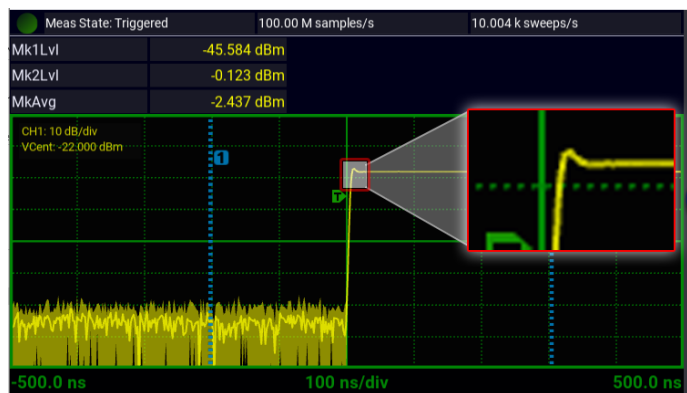 Meas State: Triggered 100.00 M samples/s 10.004 k sweeps/s
Mk1Lvl -45.584 dBm
Mk2Lvl -0.123 dBm
MkAvg -2.437 dBm
CH1: 10 dB/div
VCent: -22.000 dBm
1
T
-500.0 ns 100 ns/div 500.0 ns